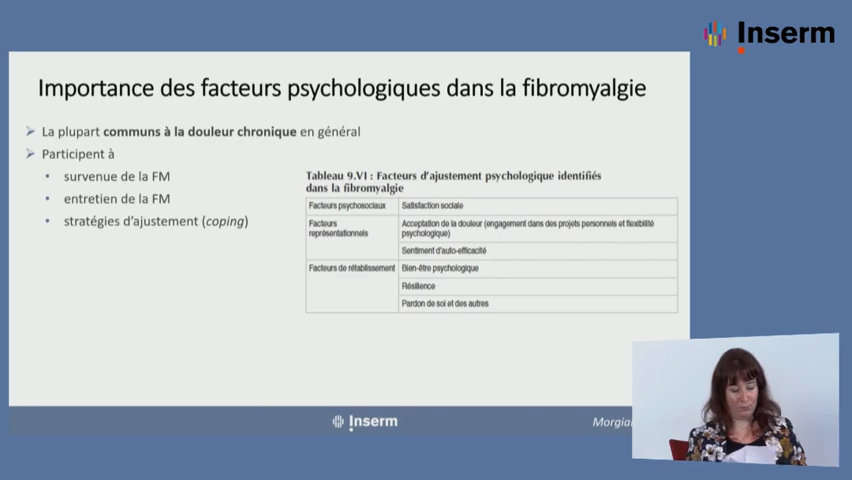 Inserm
Importance des facteurs psychologiques dans la fibromyalgie
La plupart communs à la douleur chronique en général
Participent à
survenue de la FM
entretien de la FM
stratégies d'ajustement (coping)
Tableau 9.VI : Facteurs d'ajustement psychologique identifiés
dans la fibromyalgie
Facteurs psychosociaux Satisfaction sociale
Facteurs
représentationnels
Acceptation de la douleur (engagement dans des projets personnels et flexibilité
psychologique)
Sentiment d'auto-efficacité
Facteurs de rétablissement Bien-être psychologique
Résilience
Pardon de soi et des autres
Inserm